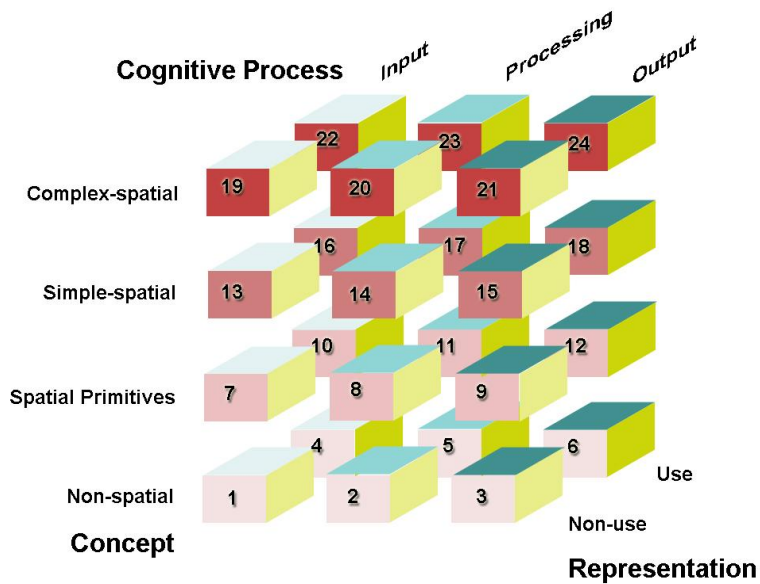 Cognitive Process
Input
Processing
Output
22 23 24
Complex-spatial
19 20 21
16 17 18
Simple-spatial
13 14 15
10 11 12
Spatial Primitives
7 8 9
4 5 6
Use
Non-spatial
1 2 3
Non-use
Concept
Representation